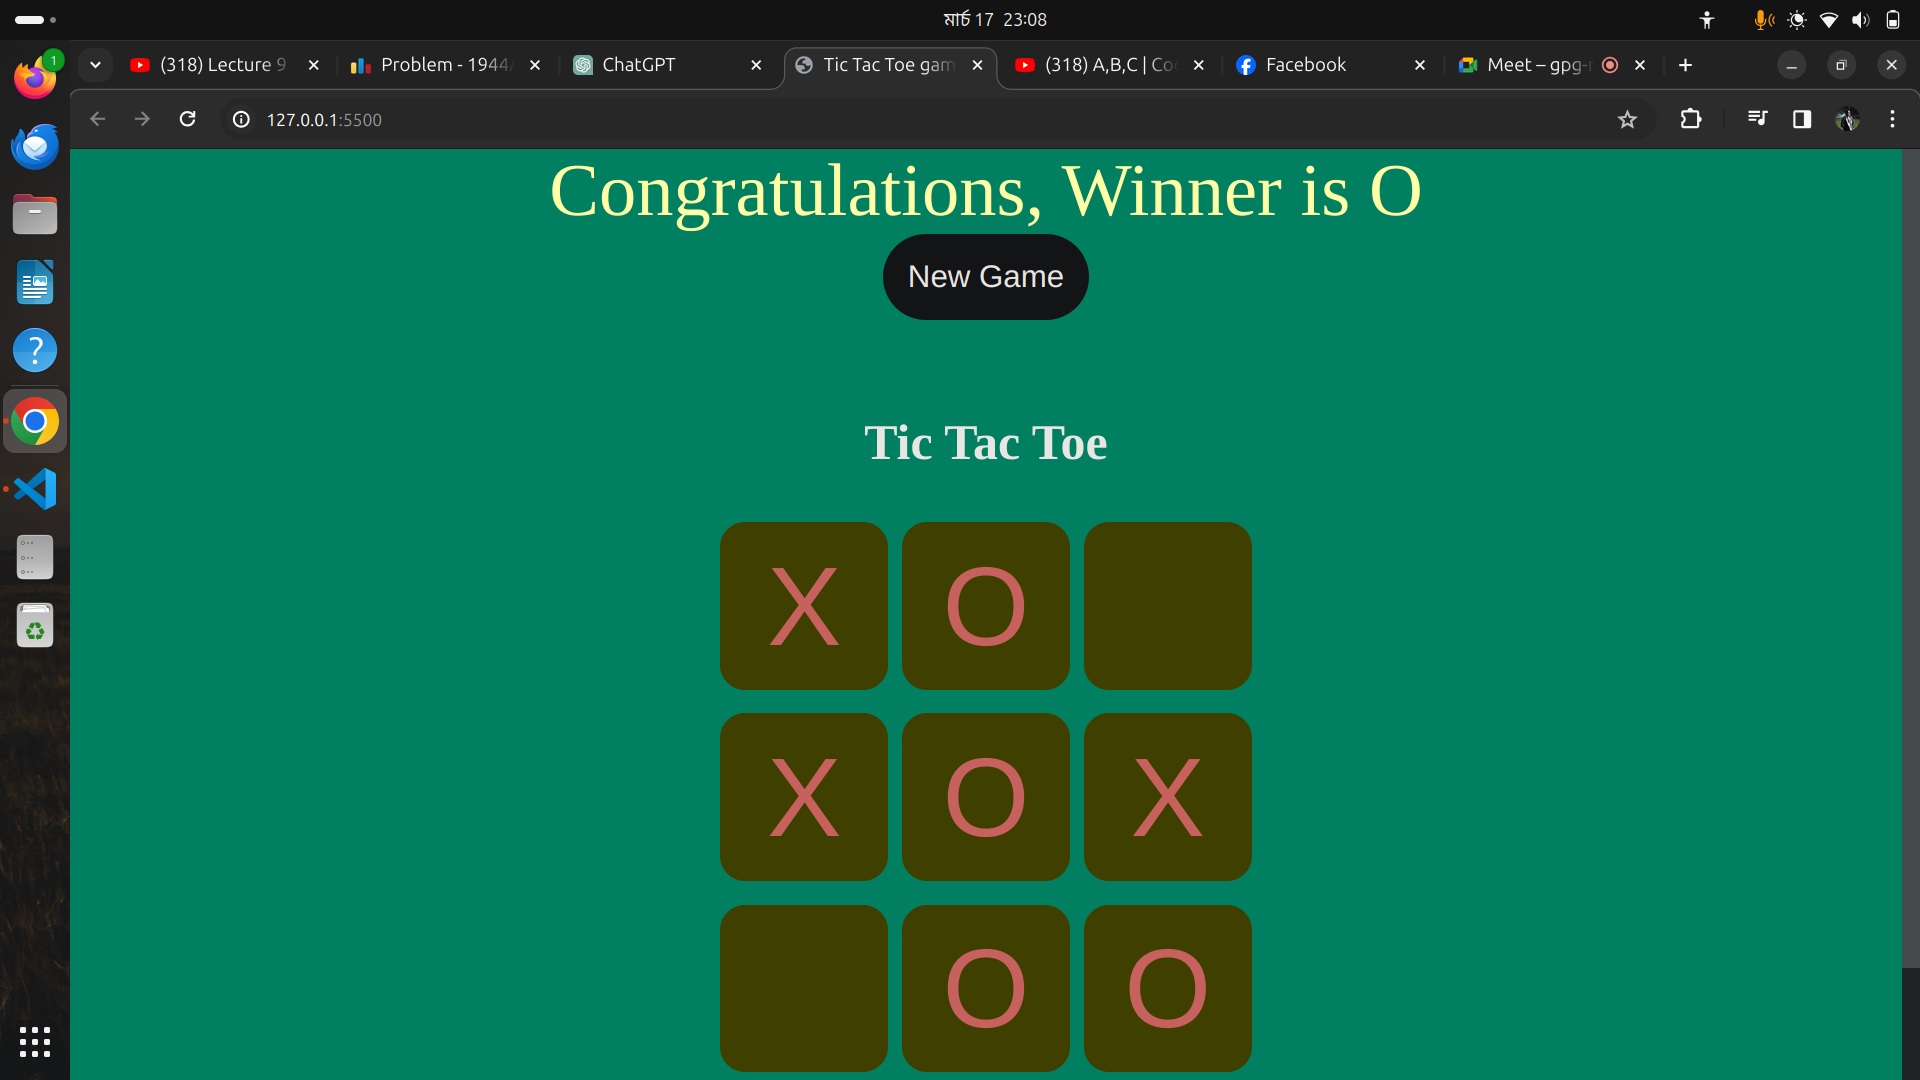 মার্চ 17 23:08
1
(318) Lecture 9
Problem - 1944
ChatGPT
Tic Tac Toe gam
(318) A,B,C | Co
Facebook
Meet – gpg-
127.0.0.1:5500
Congratulations, Winner is O
New Game
Tic Tac Toe
X O
X O X
O O